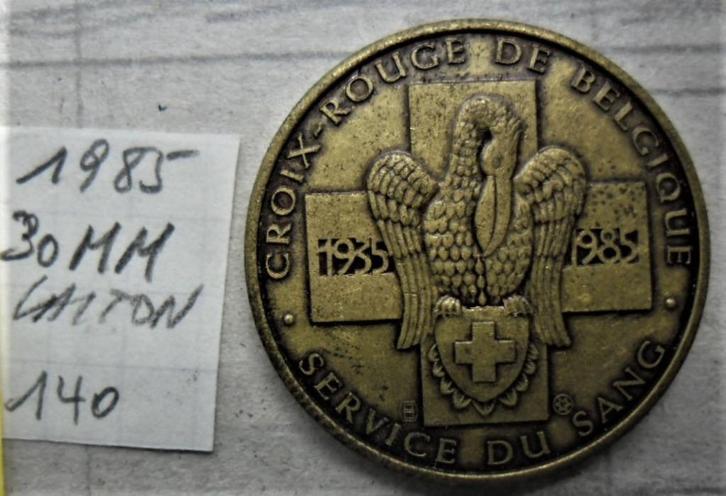 1985
30 MM
LAITON
140
CROIX-ROUGE DE BELGIQUE
1935 1985
• SERVICE DU SANG •